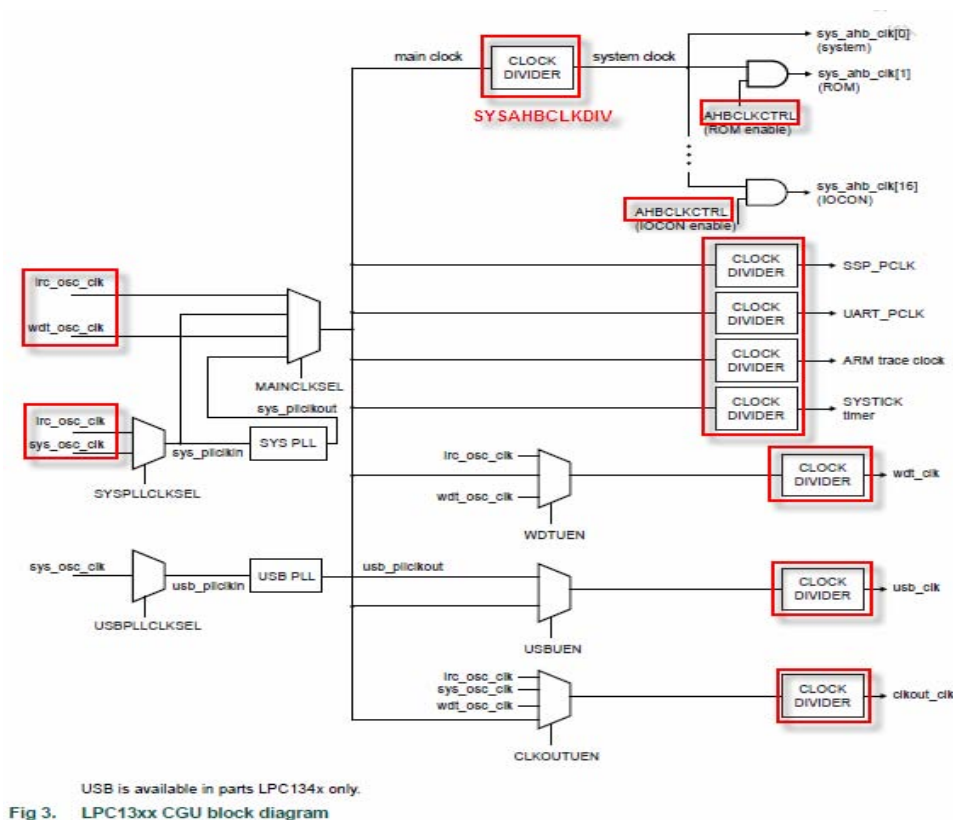 main clock
CLOCK
DIVIDER
system clock
SYSAHBCLKDIV
sys_ahb_clk[0]
(system)
sys_ahb_clk[1]
(ROM)
AHBCLKCTRL
(ROM enable)
sys_ahb_clk[16]
(IOCON)
AHBCLKCTRL
(IOCON enable)
CLOCK
DIVIDER
SSP_PCLK
CLOCK
DIVIDER
UART_PCLK
CLOCK
DIVIDER
ARM trace clock
CLOCK
DIVIDER
SYSTICK
timer
irc_osc_clk
wdt_osc_clk
MAINCLKSEL
sys_pllclkout
irc_osc_clk
sys_osc_clk
sys_pllclkin
SYS PLL
SYSPLLCLKSEL
irc_osc_clk
wdt_osc_clk
WDTUEN
CLOCK
DIVIDER
wdt_clk
sys_osc_clk
usb_pllclkin
USB PLL
usb_pllclkout
USBPLLCLKSEL
USBUEN
CLOCK
DIVIDER
usb_clk
irc_osc_clk
sys_osc_clk
wdt_osc_clk
CLKOUTUEN
CLOCK
DIVIDER
clkout_clk
USB is available in parts LPC134x only.
Fig 3. LPC13xx CGU block diagram